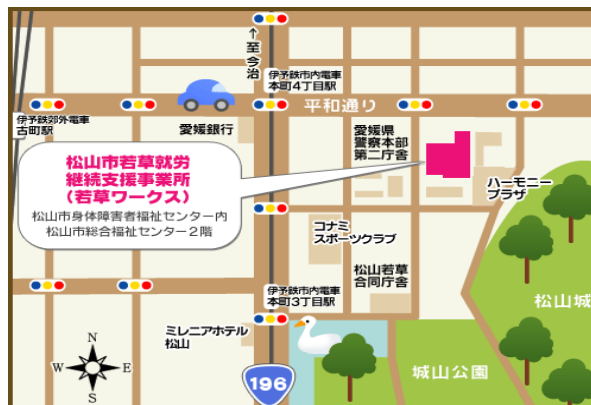 ↑至今治
伊予鉄市内電車
本町4丁目駅
平和通り
伊予鉄郊外電車
古町駅
愛媛銀行
愛媛県
警察本部
第二庁舎
松山市若草就労
継続支援事業所
（若草ワークス）
松山市身体障害者福祉センター内
松山市総合福祉センター２階
ハーモニー
プラザ
コナミ
スポーツクラブ
松山若草
合同庁舎
伊予鉄市内電車
本町3丁目駅
松山城
ミレニアホテル
松山
城山公園
N
W
E
S
196